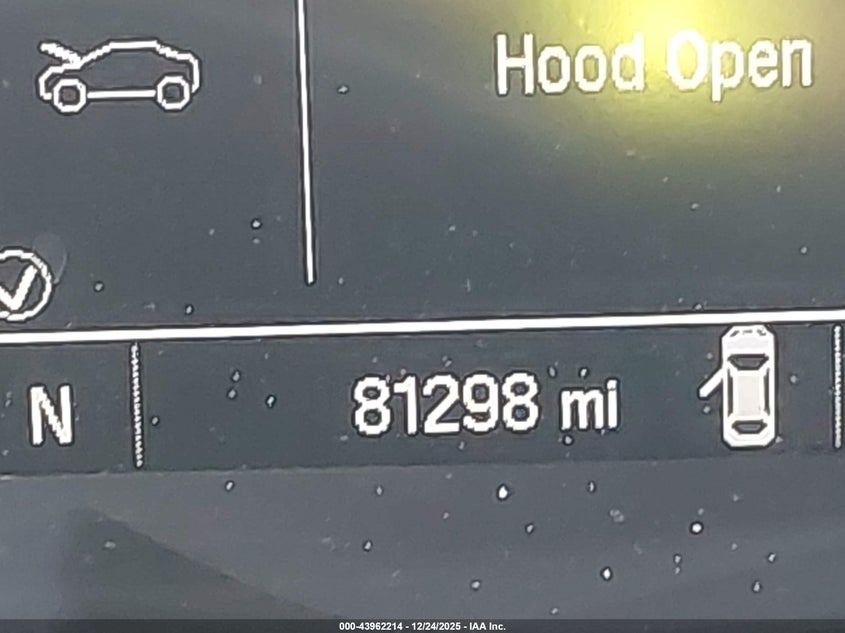 Hood Open
N
81298 mi
000-43962214 - 12/24/2025 - IAA Inc.